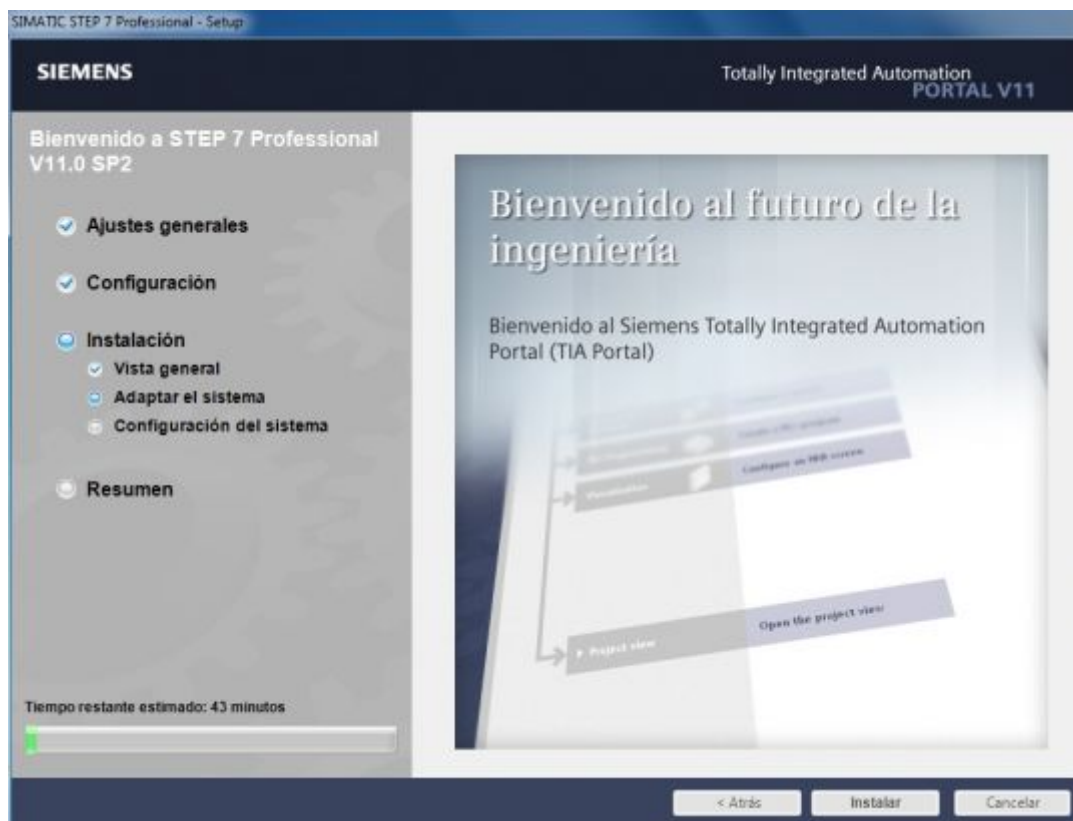 SIMATIC STEP 7 Professional - Setup
SIEMENS
Totally Integrated Automation
PORTAL V11
Bienvenido a STEP 7 Professional
V11.0 SP2
Ajustes generales
Configuración
Instalación
Vista general
Adaptar el sistema
Configuración del sistema
Resumen
Tiempo restante estimado: 43 minutos
Bienvenido al futuro de la
ingeniería
Bienvenido al Siemens Totally Integrated Automation
Portal (TIA Portal)
Configure an HMI screen
Open the project view
Project view
< Atrás
Instalar
Cancelar